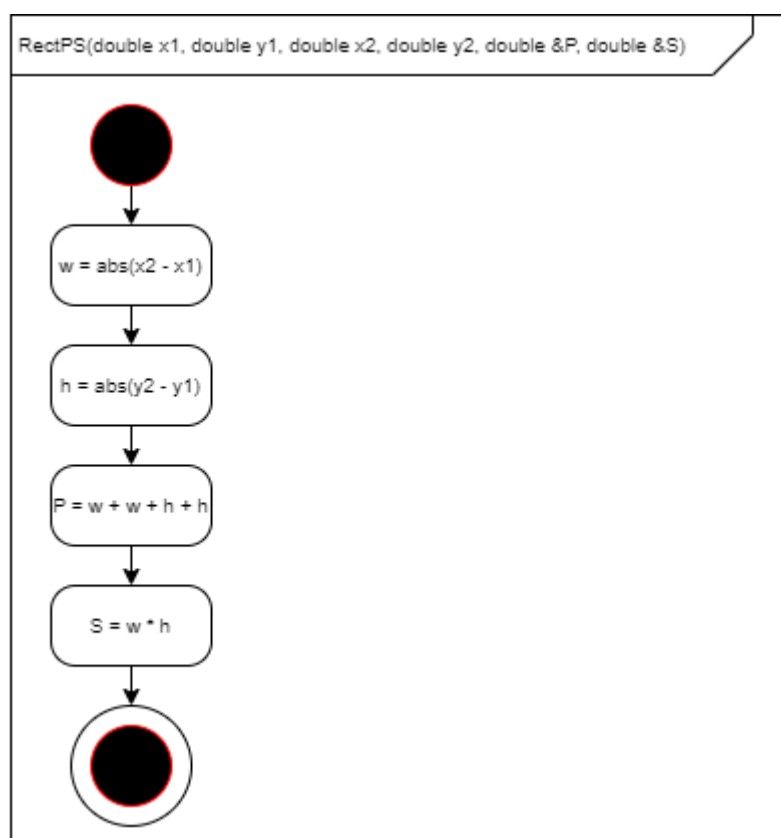 RectPS(double x1, double y1, double x2, double y2, double &P, double &S)
w = abs(x2 - x1)
h = abs(y2 - y1)
P = w + w + h + h
S = w * h